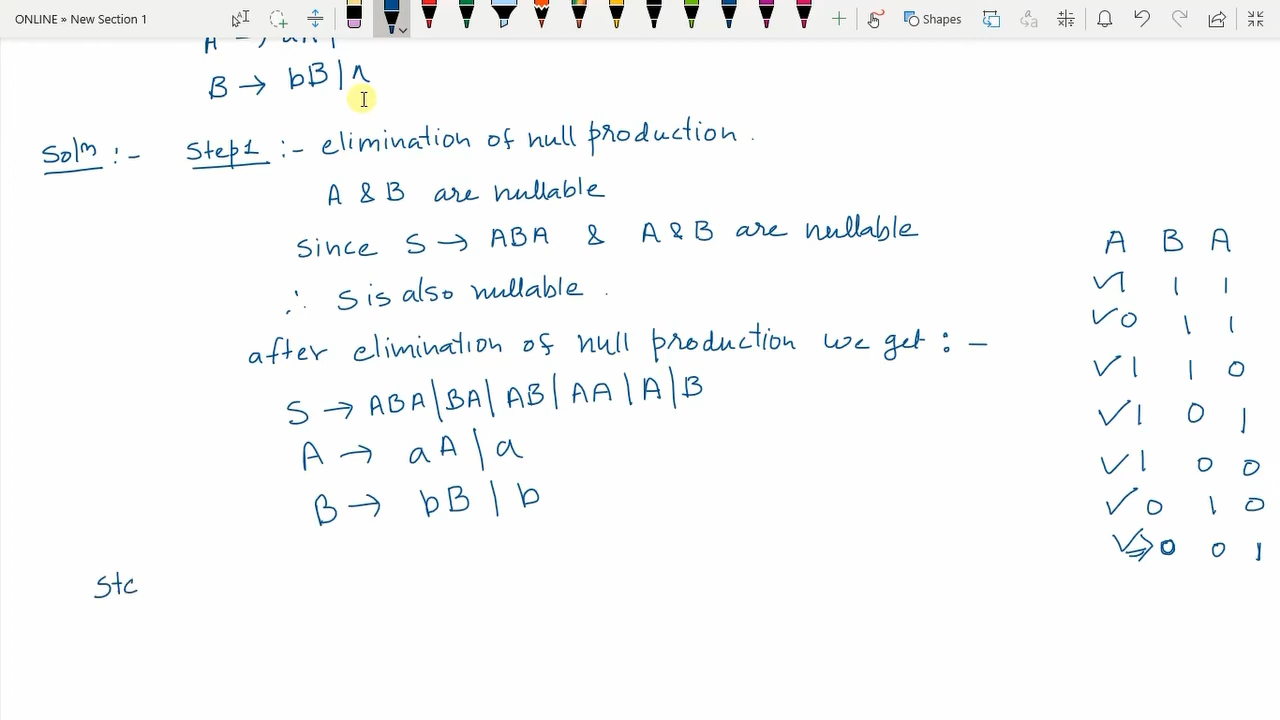 ONLINE » New Section 1
Shapes
B → bB | ʌ
Solⁿ :- Step1 :- elimination of null production.
A & B are nullable
since S → ABA & A & B are nullable
∴ S is also nullable.
after elimination of null production we get : -
S → ABA | BA | AB | AA | A | B
A → aA | a
B → bB | b
Stc
A B A
✓1 1 1
✓0 1 1
✓1 1 0
✓1 0 1
✓1 0 0
✓0 1 0
✓0 0 1